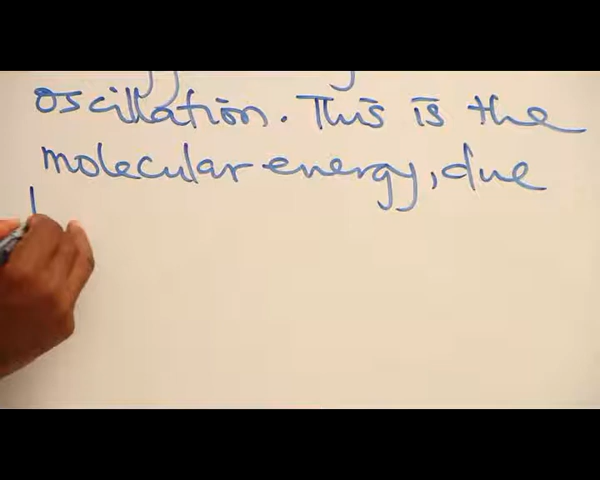 oscillation. This is the
molecular energy, due